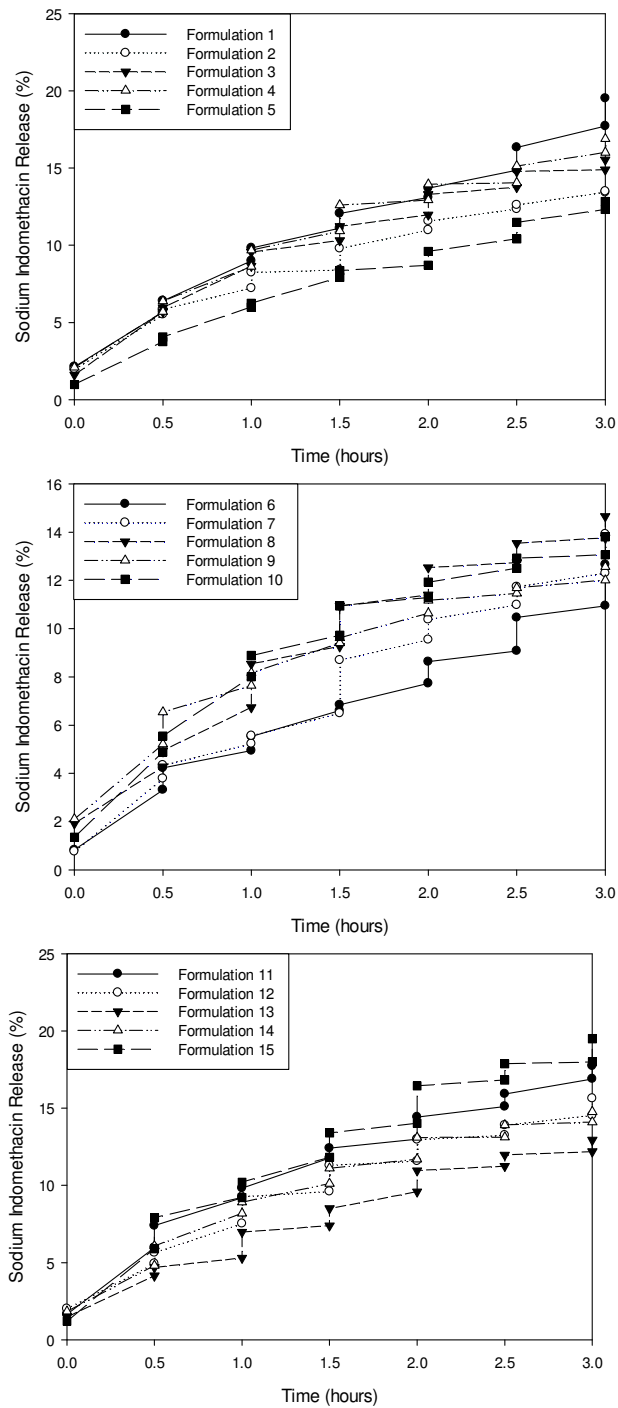 25
20
15
10
5
0
Sodium Indomethacin Release (%)
Formulation 1
Formulation 2
Formulation 3
Formulation 4
Formulation 5
0.0 0.5 1.0 1.5 2.0 2.5 3.0
Time (hours)
16
14
12
10
8
6
4
2
0
Sodium Indomethacin Release (%)
Formulation 6
Formulation 7
Formulation 8
Formulation 9
Formulation 10
0.0 0.5 1.0 1.5 2.0 2.5 3.0
Time (hours)
25
20
15
10
5
0
Sodium Indomethacin Release (%)
Formulation 11
Formulation 12
Formulation 13
Formulation 14
Formulation 15
0.0 0.5 1.0 1.5 2.0 2.5 3.0
Time (hours)